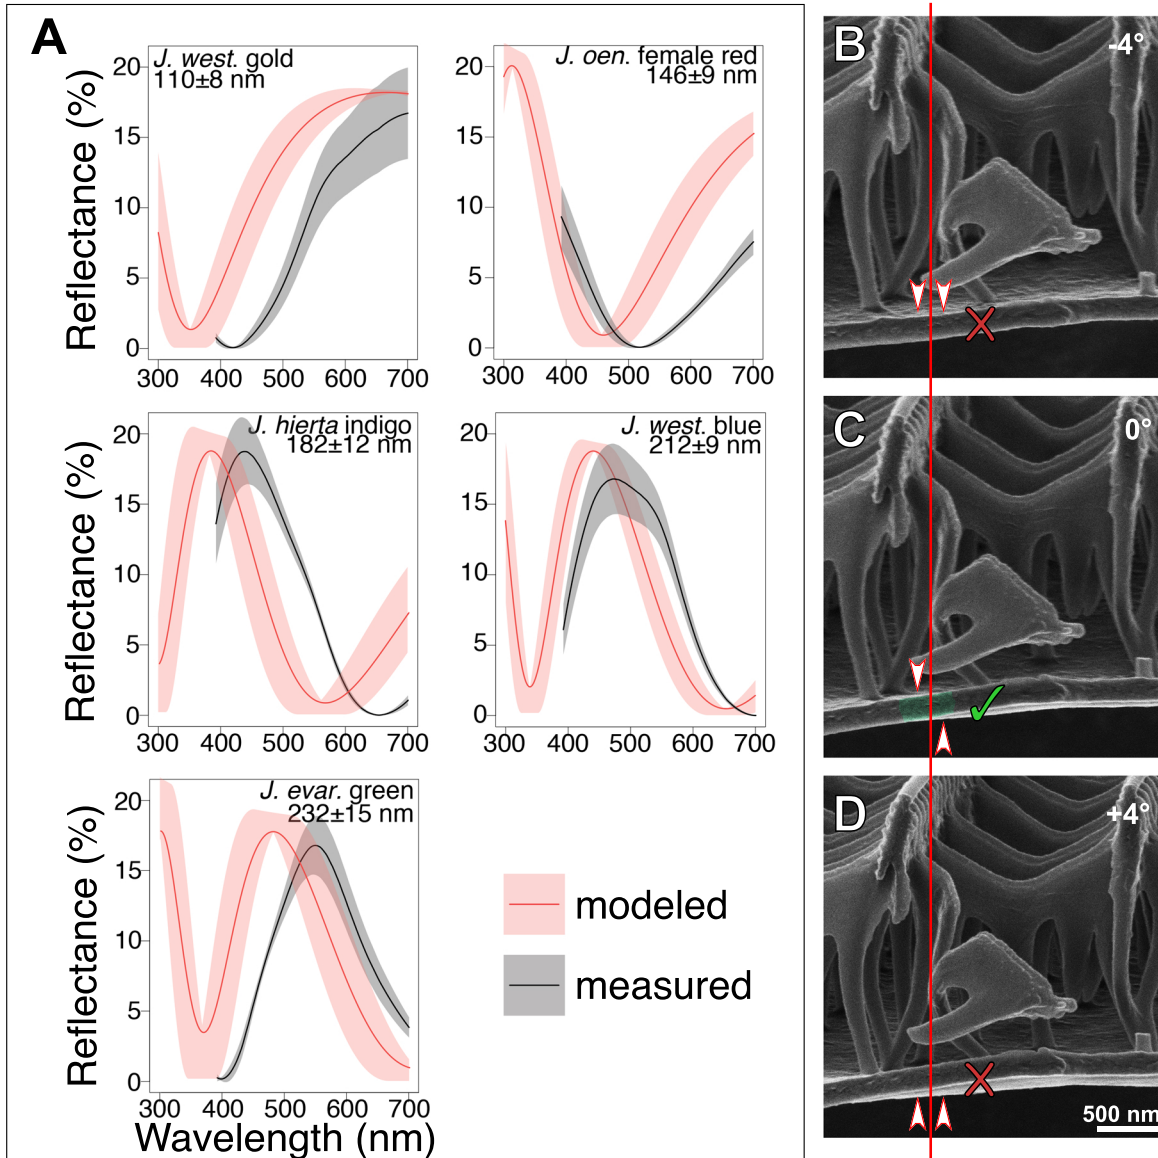 A
J. west. gold
110±8 nm
Reflectance (%)
20
15
10
5
0
300 400 500 600 700
J. oen. female red
146±9 nm
20
15
10
5
0
300 400 500 600 700
J. hierta indigo
182±12 nm
Reflectance (%)
20
15
10
5
0
300 400 500 600 700
J. west. blue
212±9 nm
20
15
10
5
0
300 400 500 600 700
J. evar. green
232±15 nm
Reflectance (%)
20
15
10
5
0
300 400 500 600 700
Wavelength (nm)
modeled
measured
B
-4°
C
0°
D
+4°
500 nm